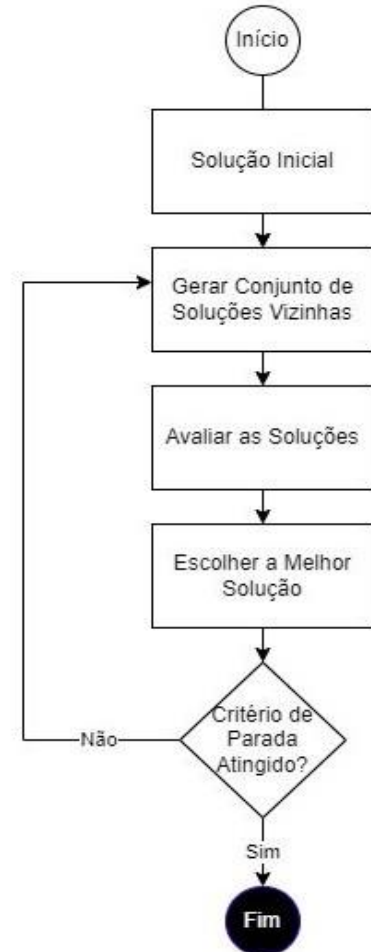 Início
Solução Inicial
Gerar Conjunto de
Soluções Vizinhas
Avaliar as Soluções
Escolher a Melhor
Solução
Critério de
Parada
Atingido?
Não
Sim
Fim